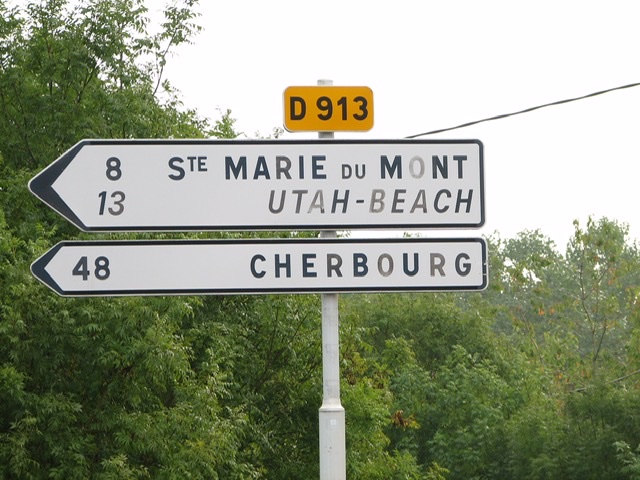 D 913
8 STE MARIE DU MONT
13 UTAH-BEACH
48 CHERBOURG